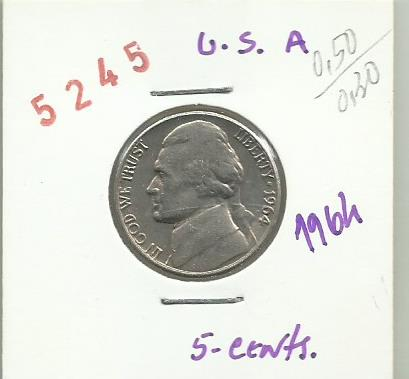 5245
U.S. A
0,50
0,30
IN GOD WE TRUST
LIBERTY • 1964
1964
5-cents.